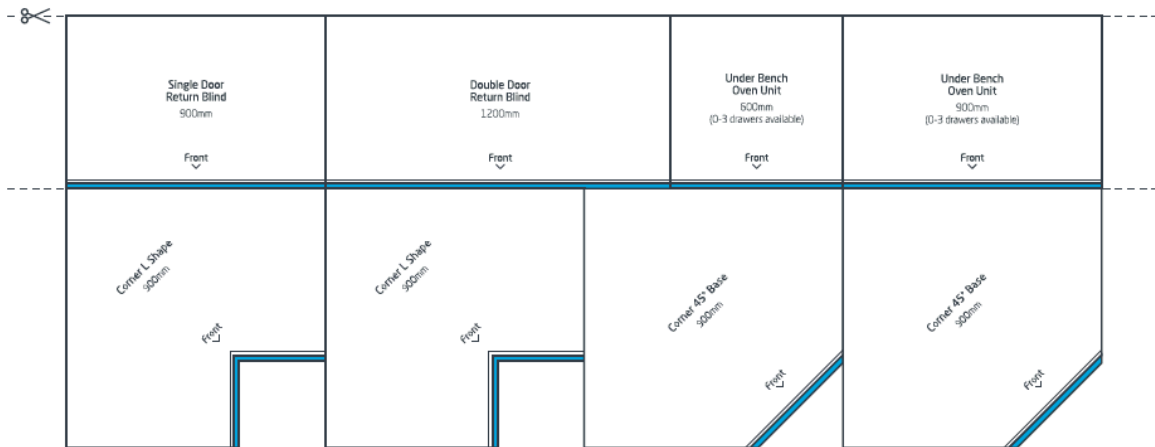 Single Door
Return Blind
900mm
Front
Double Door
Return Blind
1200mm
Front
Under Bench
Oven Unit
600mm
(0-3 drawers available)
Front
Under Bench
Oven Unit
900mm
(0-3 drawers available)
Front
Corner L Shape
900mm
Front
Corner L Shape
900mm
Front
Corner 45° Base
900mm
Front
Corner 45° Base
900mm
Front